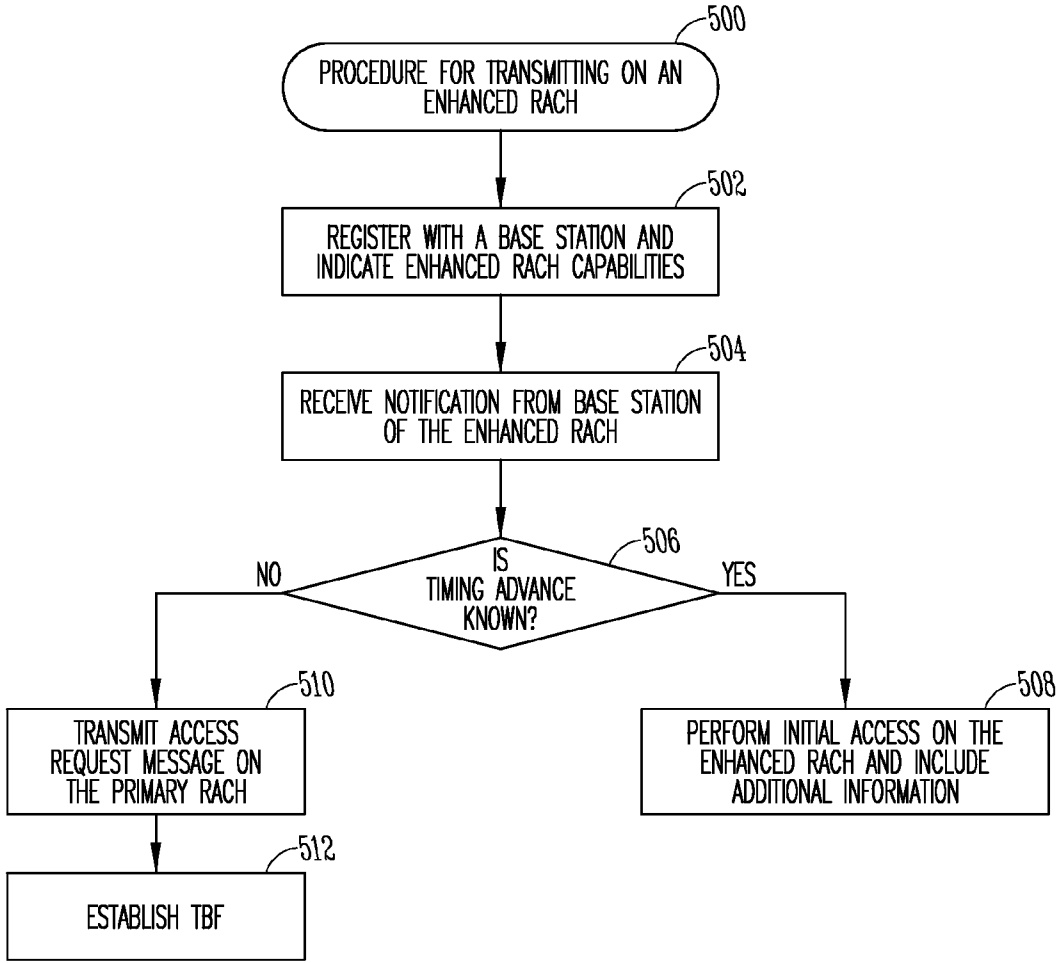 500
PROCEDURE FOR TRANSMITTING ON AN
ENHANCED RACH
502
REGISTER WITH A BASE STATION AND
INDICATE ENHANCED RACH CAPABILITIES
504
RECEIVE NOTIFICATION FROM BASE STATION
OF THE ENHANCED RACH
506
IS
TIMING ADVANCE
KNOWN?
NO
YES
510
TRANSMIT ACCESS
REQUEST MESSAGE ON
THE PRIMARY RACH
508
PERFORM INITIAL ACCESS ON THE
ENHANCED RACH AND INCLUDE
ADDITIONAL INFORMATION
512
ESTABLISH TBF